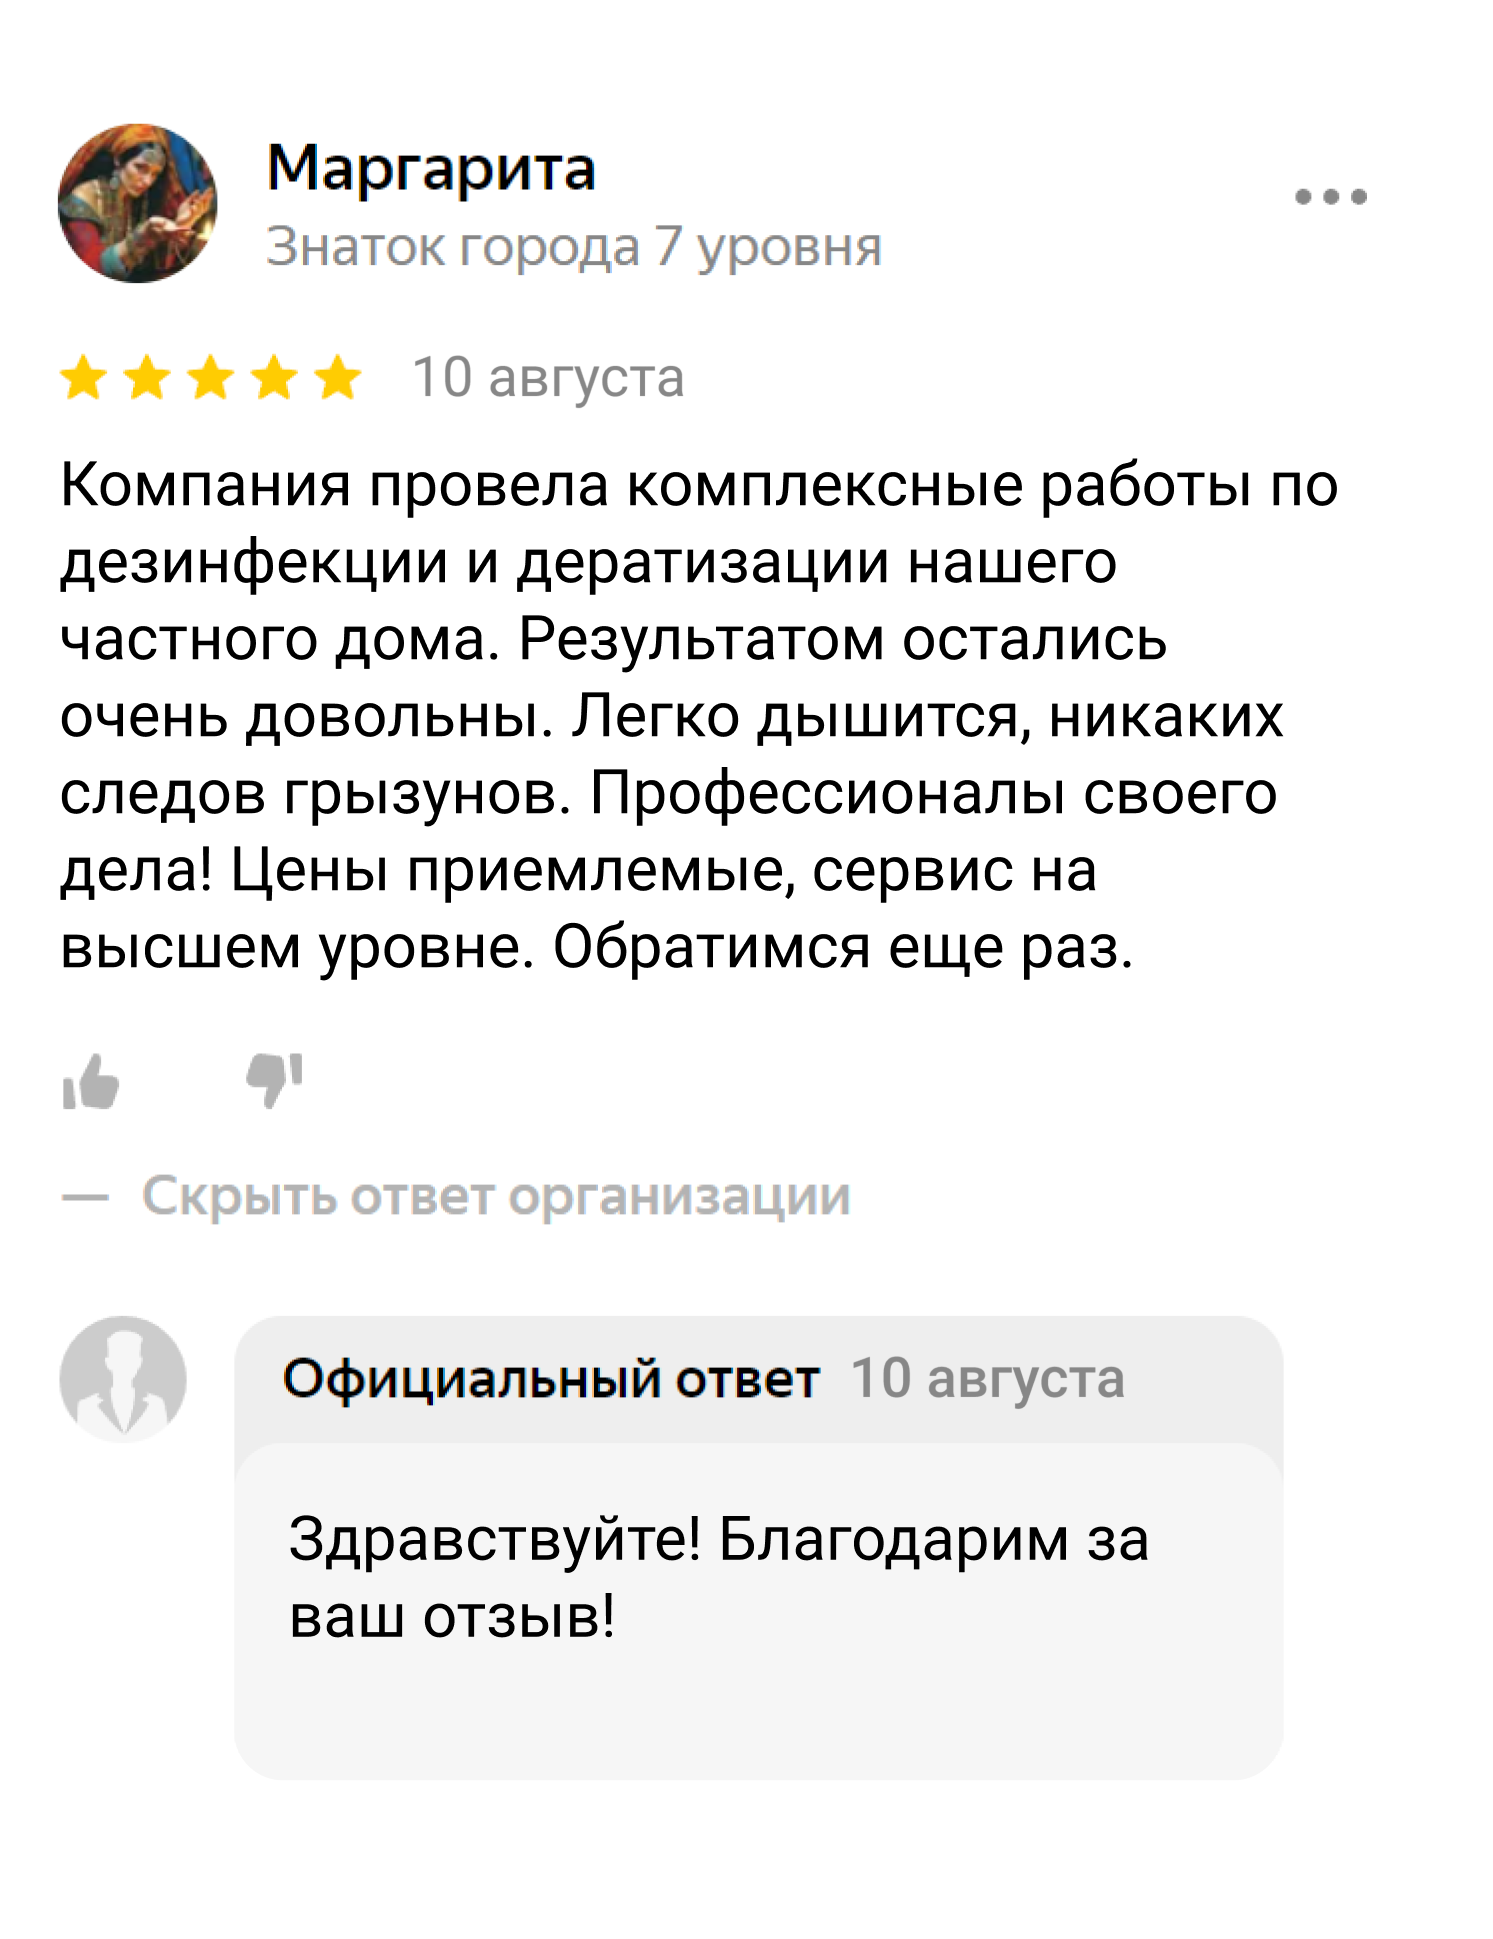 Маргарита
Знаток города 7 уровня
10 августа
Компания провела комплексные работы по
дезинфекции и дератизации нашего
частного дома. Результатом остались
очень довольны. Легко дышится, никаких
следов грызунов. Профессионалы своего
дела! Цены приемлемые, сервис на
высшем уровне. Обратимся еще раз.
— Скрыть ответ организации
Официальный ответ 10 августа
Здравствуйте! Благодарим за
ваш отзыв!